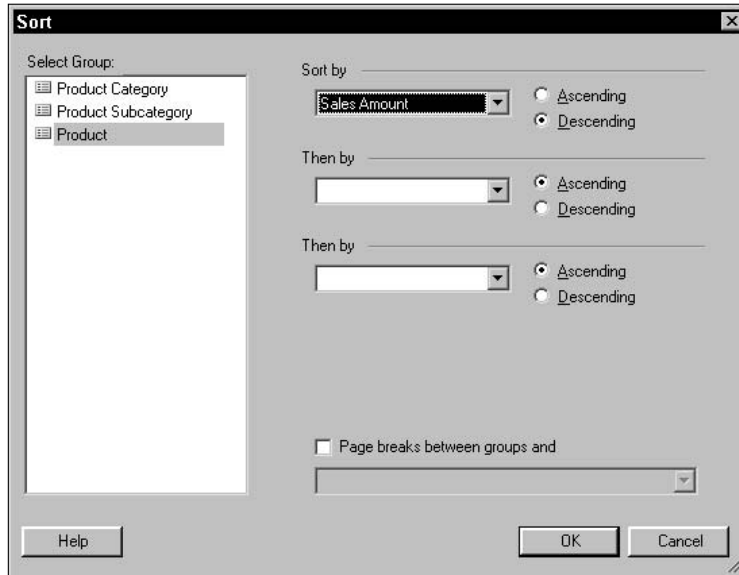 Sort
Select Group:
Product Category
Product Subcategory
Product
Sort by
Sales Amount
Ascending
Descending
Then by
Ascending
Descending
Then by
Ascending
Descending
Page breaks between groups and
Help
OK
Cancel